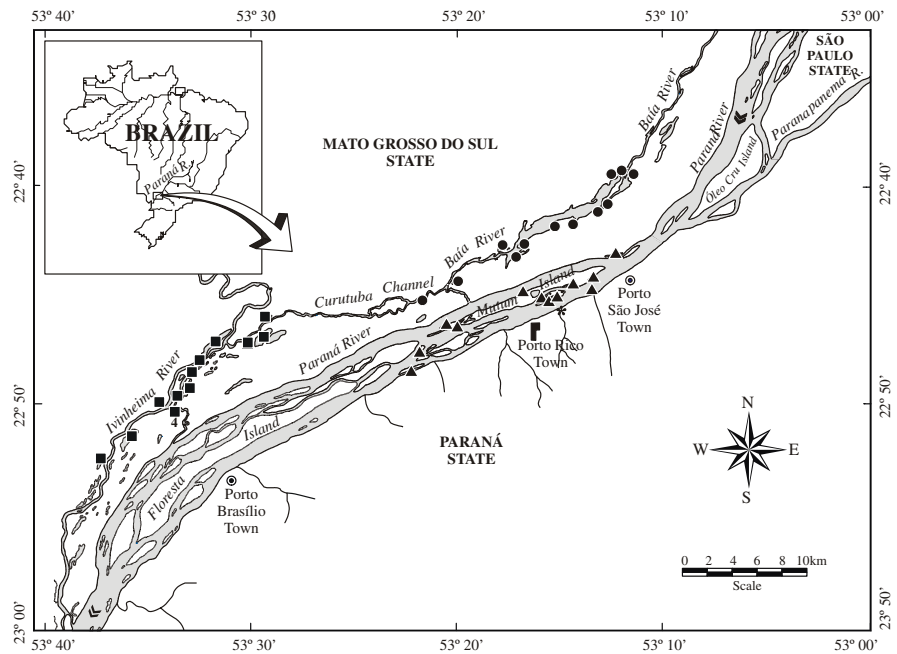 53° 40’
53° 30’
53° 20’
53° 10’
53° 00’
SÃO
PAULO
STATE
BRAZIL
Paraná R.
MATO GROSSO DO SUL
STATE
Baía River
Paraná River
Paranapanema R.
Óleo Cru Island
22° 40’
22° 40’
Baía River
Curutuba Channel
Mutum Island
Porto
São José
Town
*
Porto Rico
Town
Paraná River
Ivinheima River
4
22° 50’
22° 50’
Island
Floresta
PARANÁ
STATE
Porto
Brasílio
Town
N
W E
S
0 2 4 6 8 10km
Scale
23° 00’
23° 50’
53° 40’
53° 30’
53° 20’
53° 10’
53° 00’